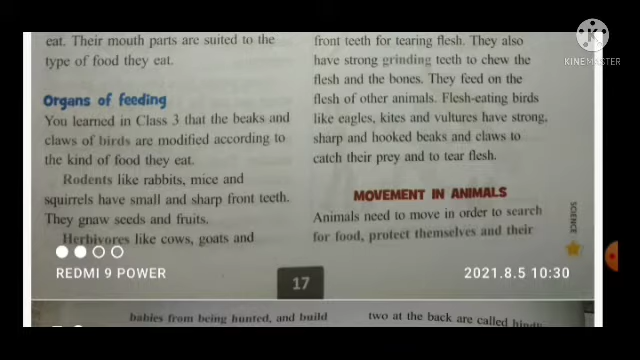 eat. Their mouth parts are suited to the
type of food they eat.
Organs of feeding
You learned in Class 3 that the beaks and
claws of birds are modified according to
the kind of food they eat.
Rodents like rabbits, mice and
squirrels have small and sharp front teeth.
They gnaw seeds and fruits.
Herbivores like cows, goats and
front teeth for tearing flesh. They also
have strong grinding teeth to chew the
flesh and the bones. They feed on the
flesh of other animals. Flesh-eating birds
like eagles, kites and vultures have strong,
sharp and hooked beaks and claws to
catch their prey and to tear flesh.
MOVEMENT IN ANIMALS
Animals need to move in order to search
for food, protect themselves and their
SCIENCE
17
REDMI 9 POWER
2021.8.5 10:30
babies from being hunted, and build
two at the back are called
KINEMASTER